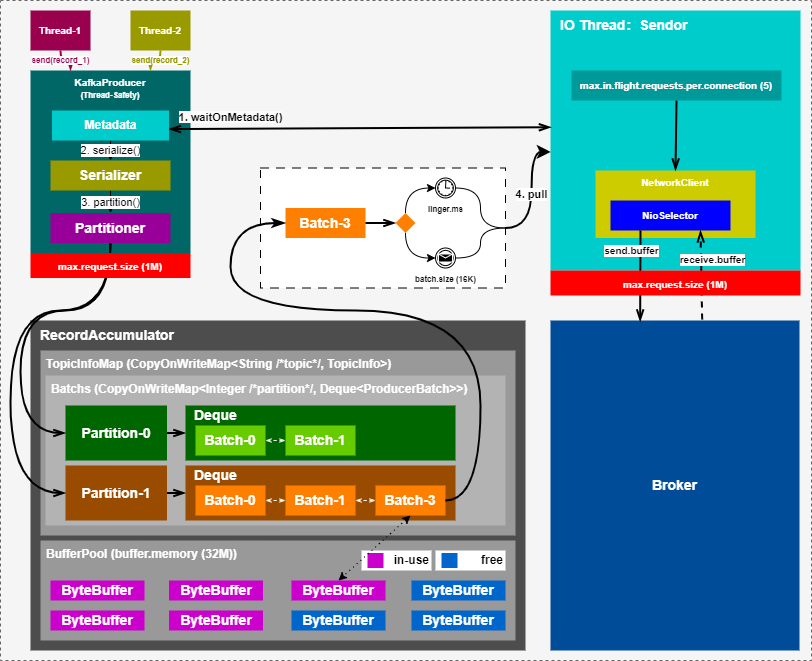 Thread-1
Thread-2
send(record_1)
send(record_2)
KafkaProducer
(Thread-Safety)
Metadata
1. waitOnMetadata()
2. serialize()
Serializer
3. partition()
Partitioner
max.request.size (1M)
Batch-3
linger.ms
batch.size (16K)
4. pull
IO Thread：Sendor
max.in.flight.requests.per.connection (5)
NetworkClient
NioSelector
send.buffer
receive.buffer
max.request.size (1M)
Broker
RecordAccumulator
TopicInfoMap (CopyOnWriteMap<String /*topic*/, TopicInfo>)
Batchs (CopyOnWriteMap<Integer /*partition*/, Deque<ProducerBatch>>)
Partition-0
Deque
Batch-0
Batch-1
Partition-1
Deque
Batch-0
Batch-1
Batch-3
BufferPool (buffer.memory (32M))
in-use
free
ByteBuffer
ByteBuffer
ByteBuffer
ByteBuffer
ByteBuffer
ByteBuffer
ByteBuffer
ByteBuffer